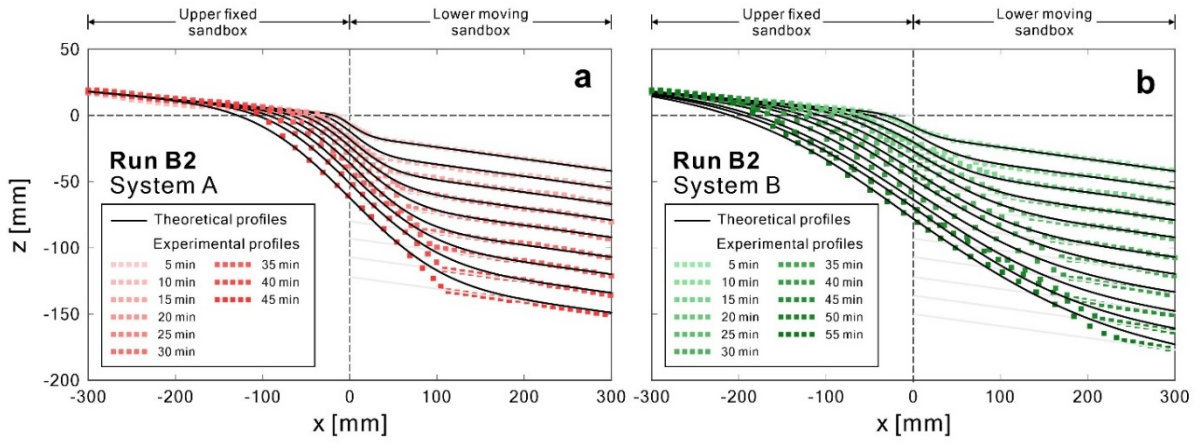 Upper fixed
sandbox
Lower moving
sandbox
a
50
0
-50
-100
-150
-200
z [mm]
Run B2
System A
Theoretical profiles
Experimental profiles
5 min
10 min
15 min
20 min
25 min
30 min
35 min
40 min
45 min
-300
-200
-100
0
100
200
300
x [mm]
Upper fixed
sandbox
Lower moving
sandbox
b
Run B2
System B
Theoretical profiles
Experimental profiles
5 min
10 min
15 min
20 min
25 min
30 min
35 min
40 min
45 min
50 min
55 min
-300
-200
-100
0
100
200
300
x [mm]